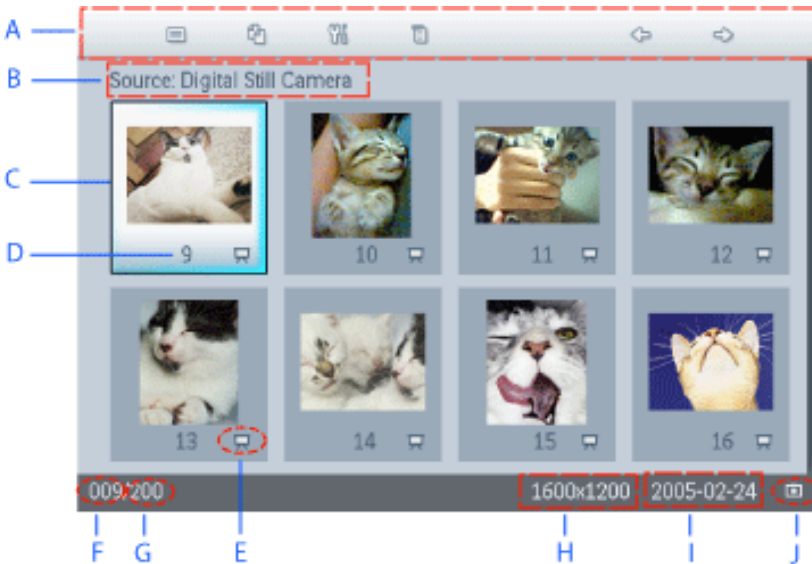 A
B Source: Digital Still Camera
C
D 9 10 11 12
13 14 15 16
009/200 1600x1200 2005-02-24
F G E H I J